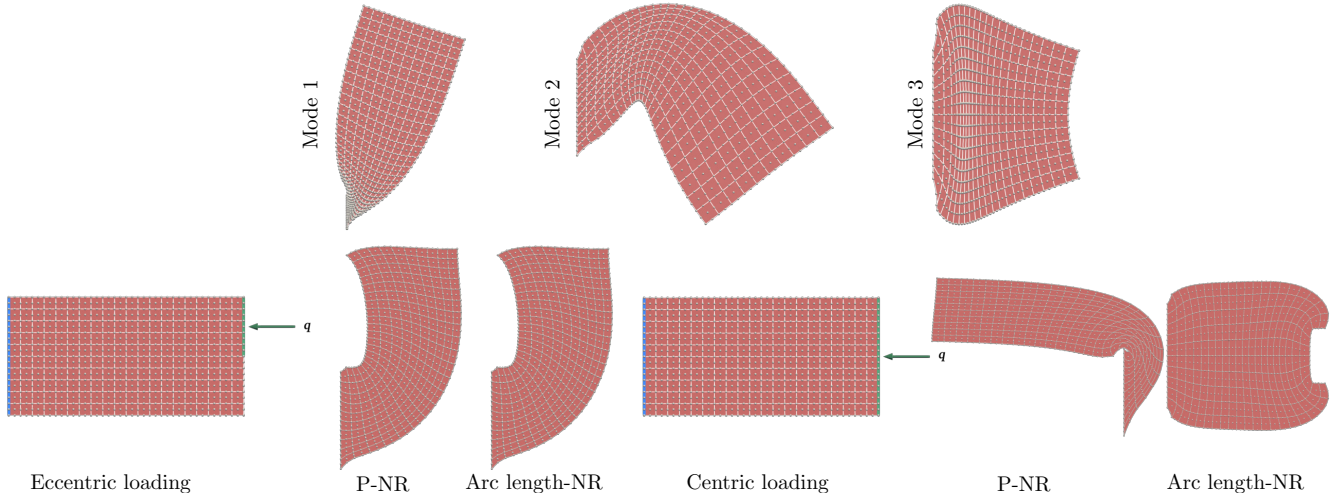 Mode 1
Mode 2
Mode 3
q
q
Eccentric loading
P-NR
Arc length-NR
Centric loading
P-NR
Arc length-NR